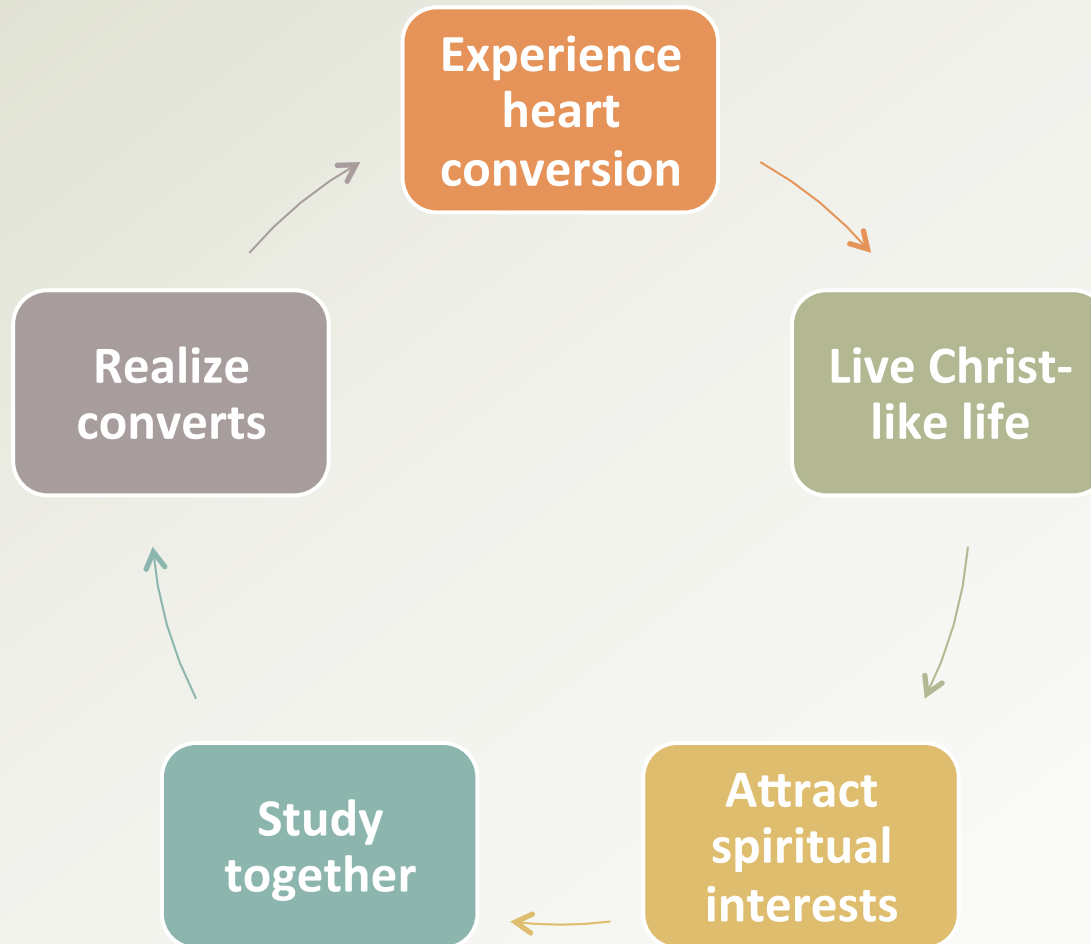 Experience
heart
conversion
Live Christ-
like life
Attract
spiritual
interests
Study
together
Realize
converts